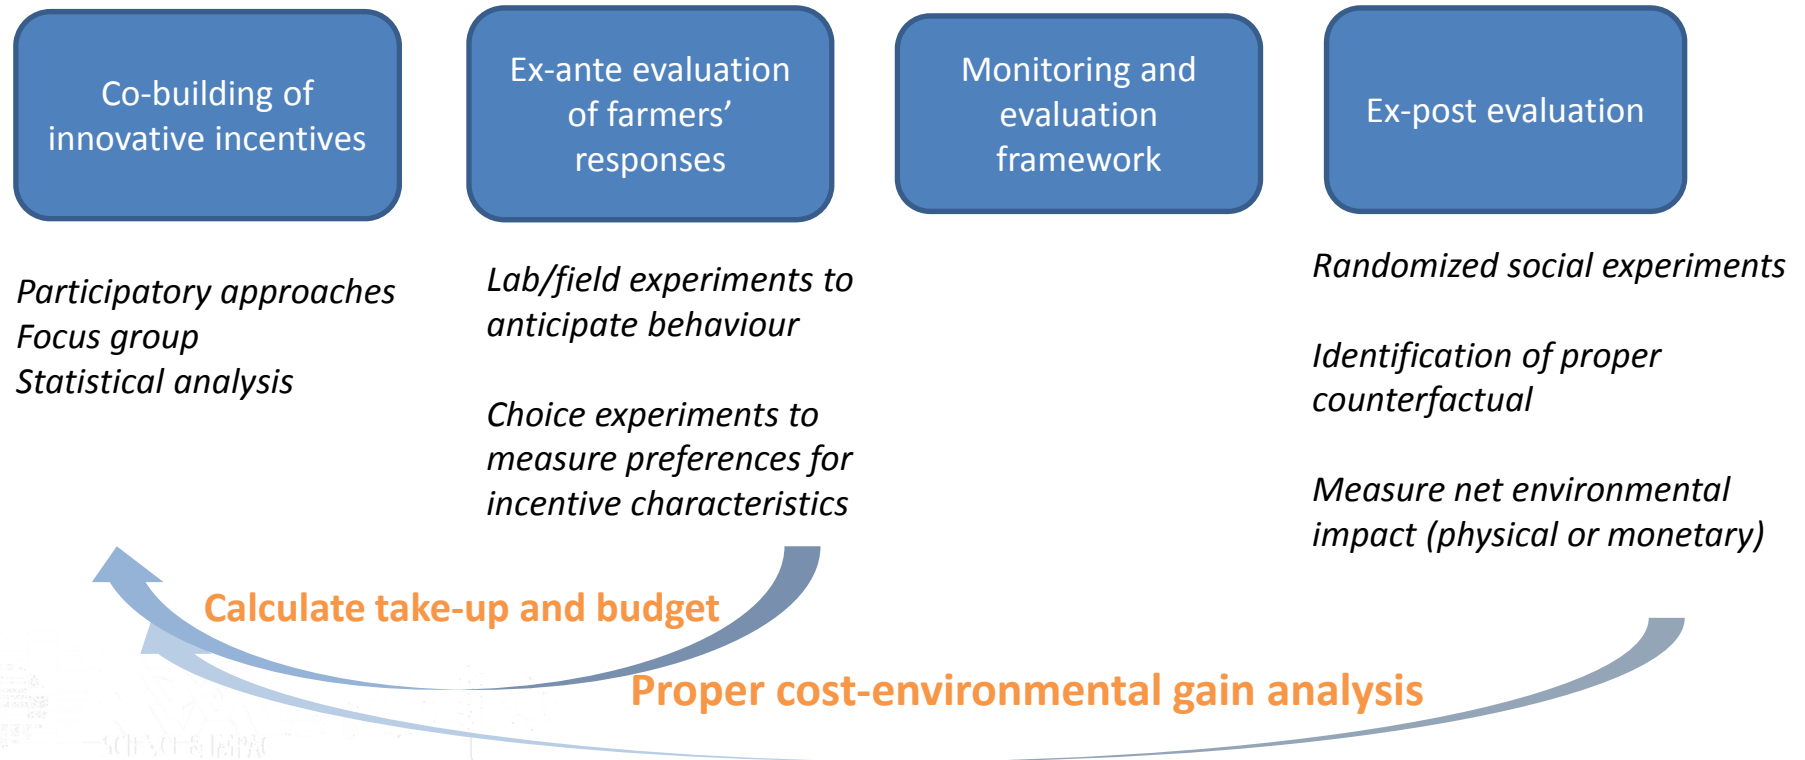 Co-building of
innovative incentives
Ex-ante evaluation
of farmers’
responses
Monitoring and
evaluation
framework
Ex-post evaluation
Participatory approaches
Focus group
Statistical analysis
Lab/field experiments to
anticipate behaviour
Choice experiments to
measure preferences for
incentive characteristics
Randomized social experiments
Identification of proper
counterfactual
Measure net environmental
impact (physical or monetary)
Calculate take-up and budget
Proper cost-environmental gain analysis